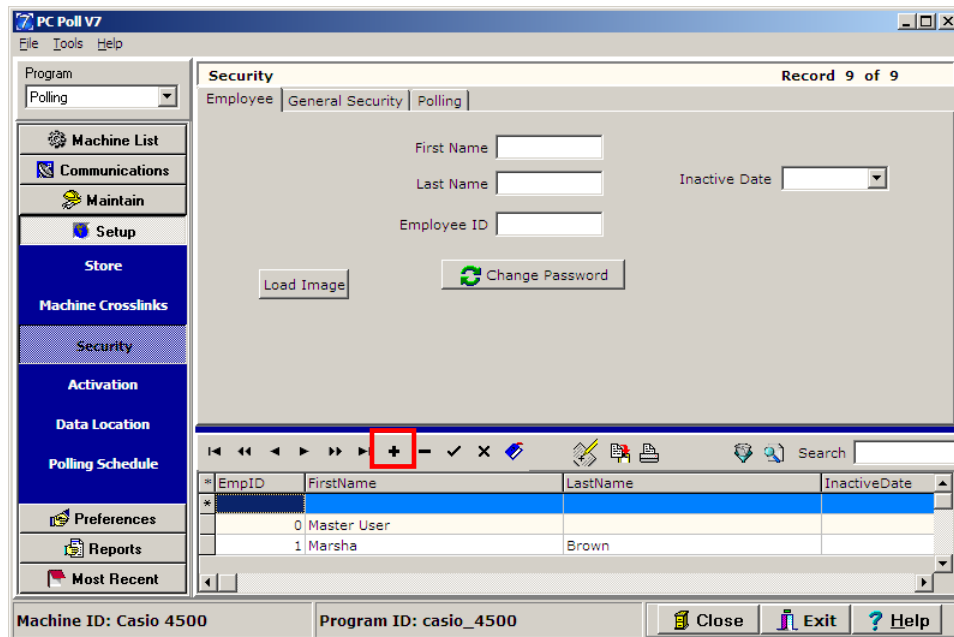 PC Poll V7
File Tools Help
Program
Polling
Machine List
Communications
Maintain
Setup
Store
Machine Crosslinks
Security
Activation
Data Location
Polling Schedule
Preferences
Reports
Most Recent
Security Record 9 of 9
Employee General Security Polling
First Name
Last Name
Inactive Date
Employee ID
Load Image
Change Password
Search
* EmpID FirstName LastName InactiveDate
*
0 Master User
1 Marsha Brown
Machine ID: Casio 4500 Program ID: casio_4500 Close Exit ? Help